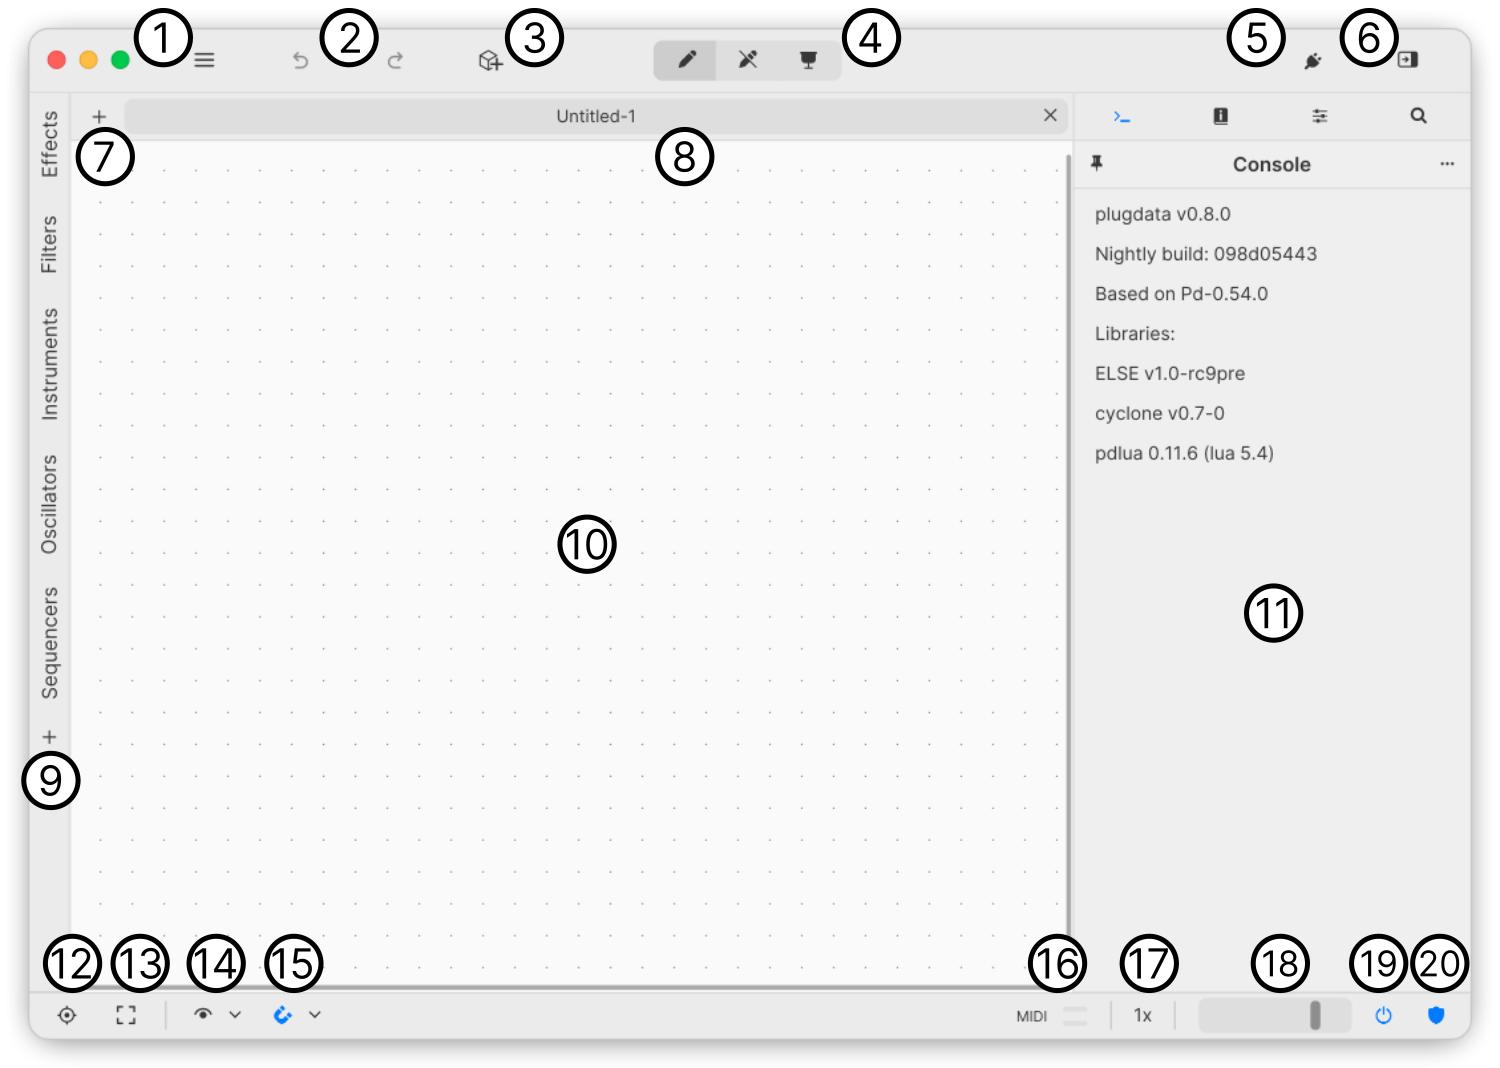 1
2
3
4
5
6
Untitled-1
7
8
Effects
Filters
Instruments
Oscillators
Sequencers
+
9
10
Console
plugdata v0.8.0
Nightly build: 098d05443
Based on Pd-0.54.0
Libraries:
ELSE v1.0-rc9pre
cyclone v0.7-0
pdlua 0.11.6 (lua 5.4)
11
12
13
14
15
16
17
18
19
20
MIDI
1x